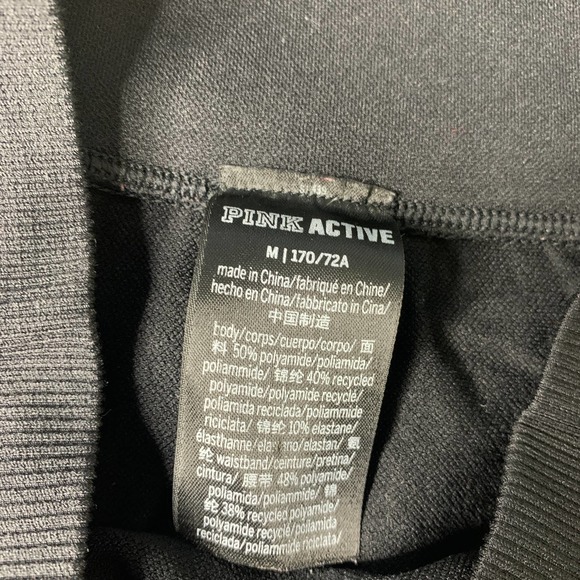 PINK ACTIVE
M | 170/72A
made in China/fabriqué en Chine/
hecho en China/fabbricato in Cina/
中国制造
body/corps/cuerpo/corpo/ 面
料 50% polyamide/poliamida/
poliammide/ 锦纶 40% recycled
polyamide/polyamide recyclé/
poliamida reciclada/poliammide
riciclata/ 锦纶 10% elastane/
élasthanne/elastano/elastan/ 氨
纶 waistband/ceinture/pretina/
cintura/ 腰带 48% polyamide/
poliamida/poliammide/ 锦
纶 38% recycled polyamide/
polyamide recyclé/poliamida
reciclada/poliammide riciclata/